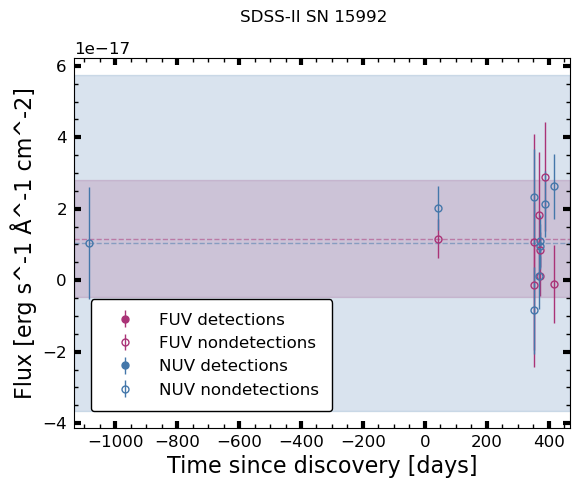 SDSS-II SN 15992
1e−17
6
4
2
0
−2
−4
Flux [erg s^-1 Å^-1 cm^-2]
FUV detections
FUV nondetections
NUV detections
NUV nondetections
−1000 −800 −600 −400 −200 0 200 400
Time since discovery [days]